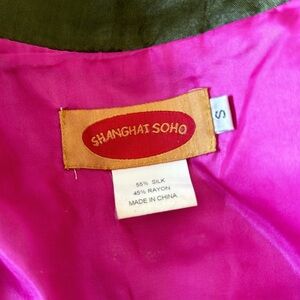 SHANGHAI SOHO
S
55% SILK
45% RAYON
MADE IN CHINA